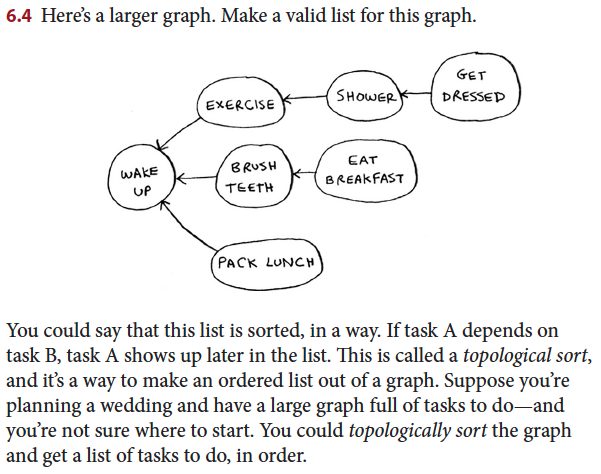 6.4 Here's a larger graph. Make a valid list for this graph.
GET
DRESSED
SHOWER
EXERCISE
EAT
BREAKFAST
BRUSH
TEETH
WAKE
UP
PACK LUNCH
You could say that this list is sorted, in a way. If task A depends on
task B, task A shows up later in the list. This is called a topological sort,
and it's a way to make an ordered list out of a graph. Suppose you're
planning a wedding and have a large graph full of tasks to do—and
you're not sure where to start. You could topologically sort the graph
and get a list of tasks to do, in order.